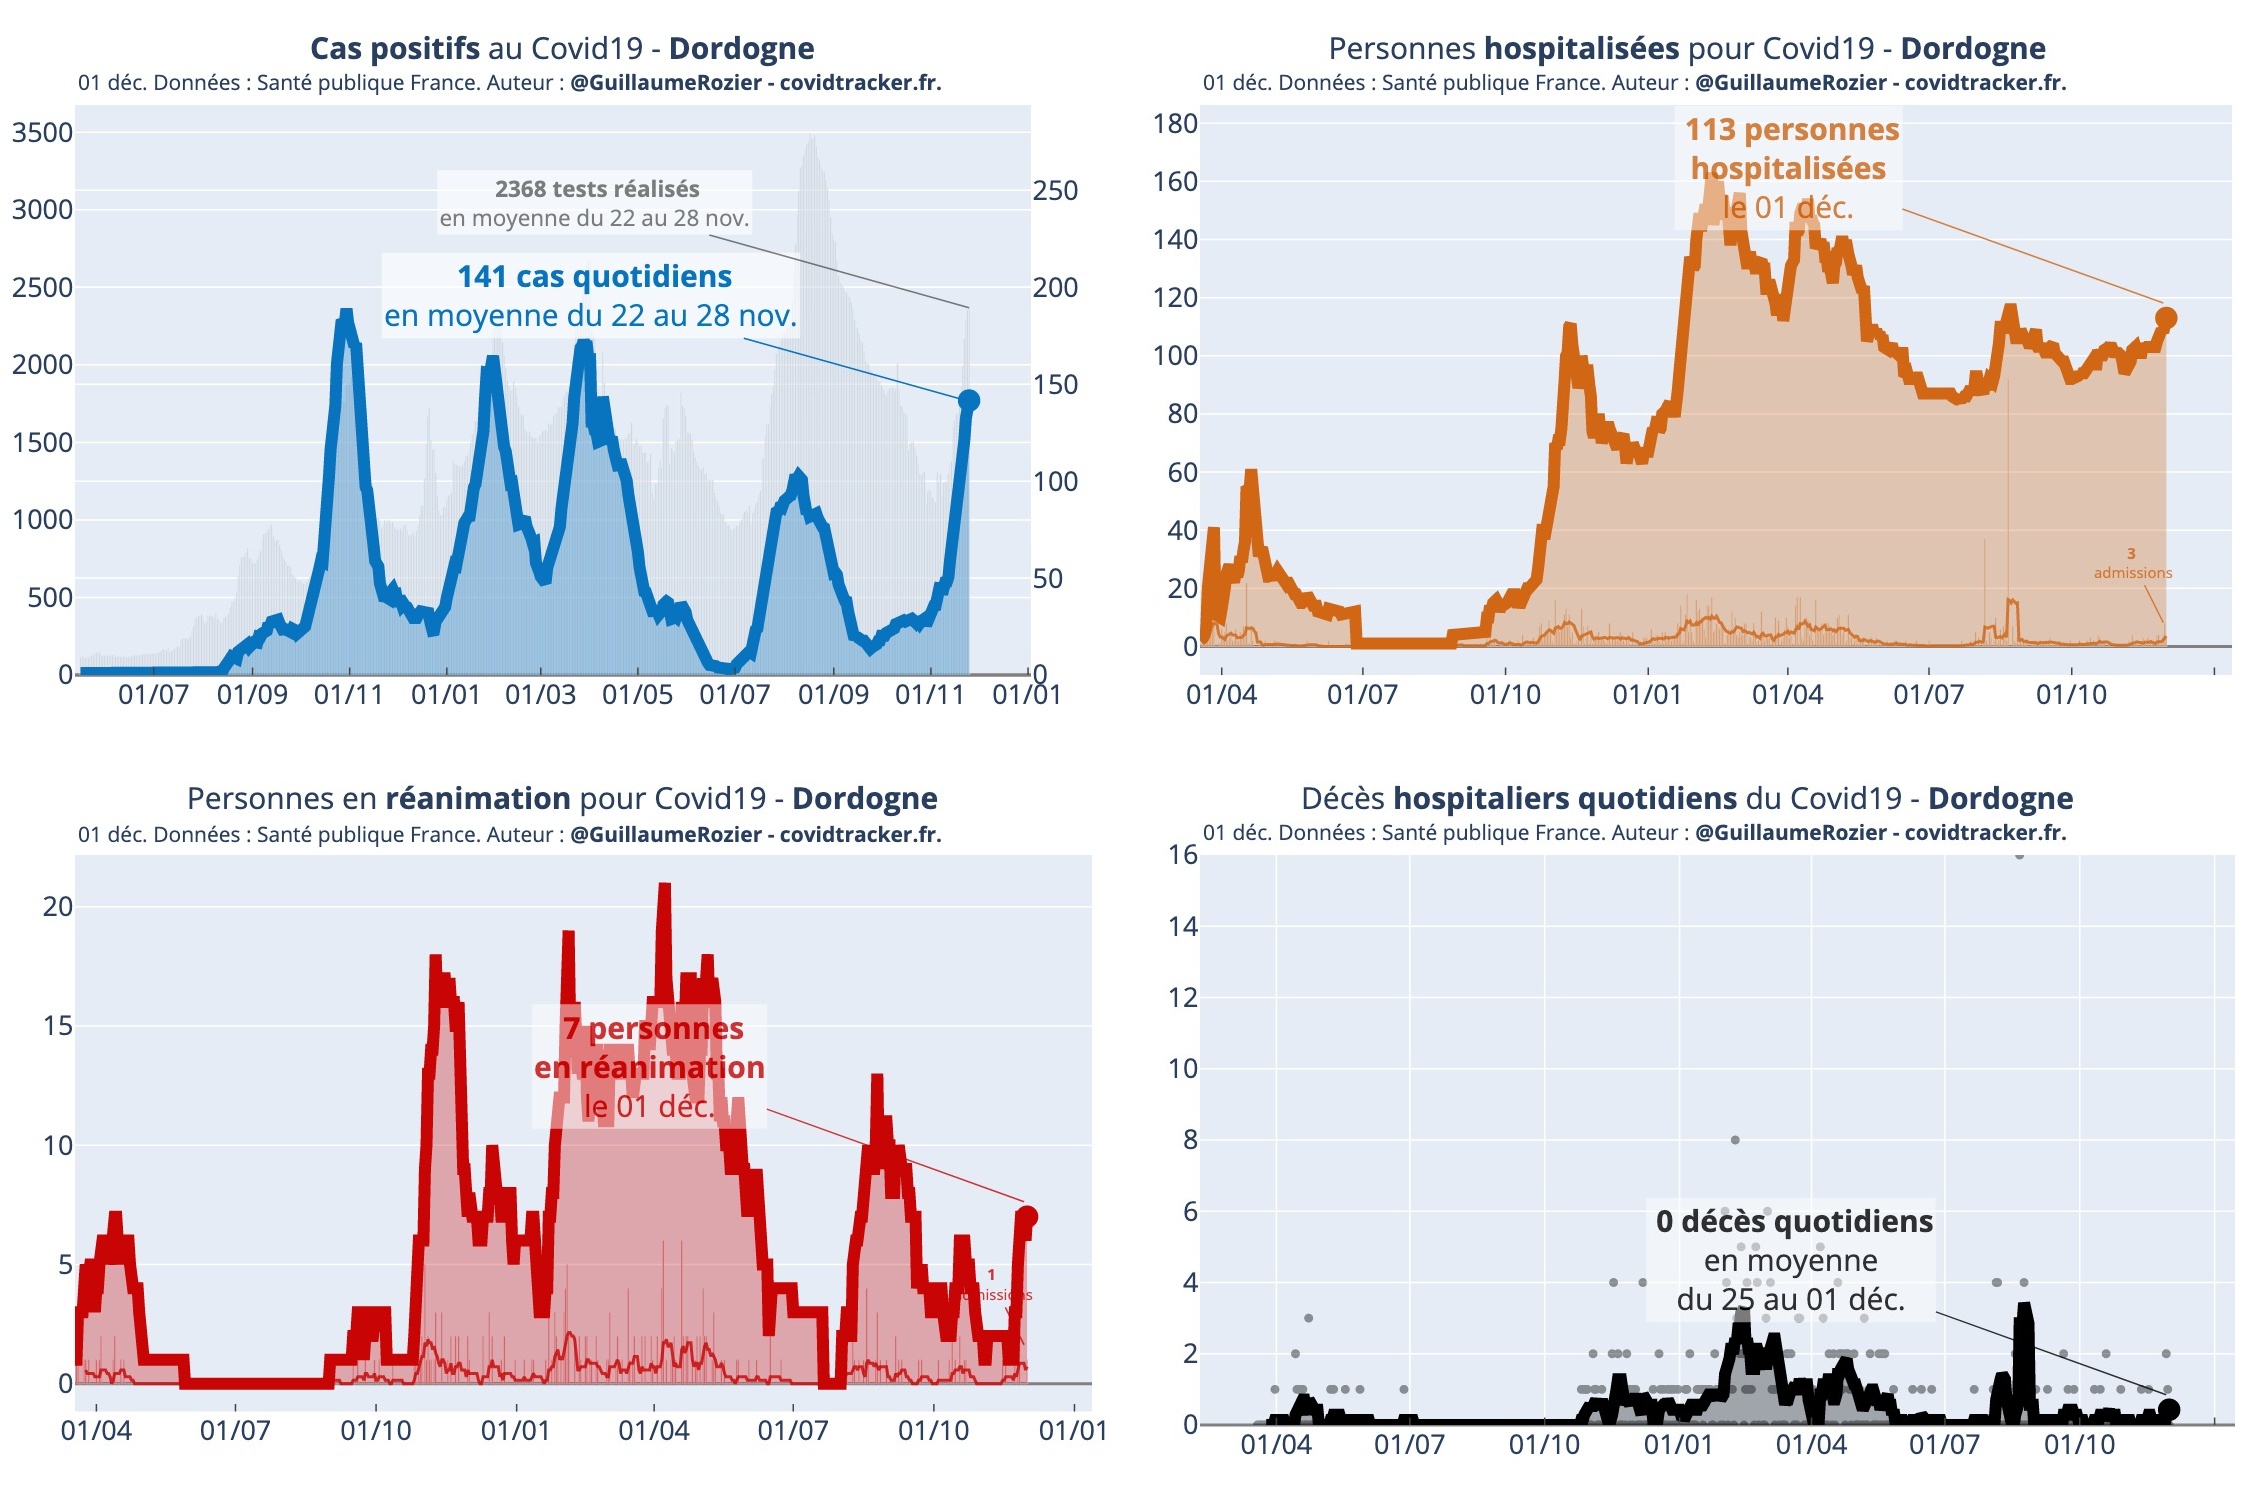 Cas positifs au Covid19 - Dordogne
01 déc. Données : Santé publique France. Auteur : @GuillaumeRozier - covidtracker.fr.
3500
3000
2500
2000
1500
1000
500
0
250
200
150
100
50
0
2368 tests réalisés
en moyenne du 22 au 28 nov.
141 cas quotidiens
en moyenne du 22 au 28 nov.
01/07 01/09 01/11 01/01 01/03 01/05 01/07 01/09 01/11 01/01
Personnes hospitalisées pour Covid19 - Dordogne
01 déc. Données : Santé publique France. Auteur : @GuillaumeRozier - covidtracker.fr.
180
160
140
120
100
80
60
40
20
0
113 personnes
hospitalisées
le 01 déc.
3
admissions
01/04 01/07 01/10 01/01 01/04 01/07 01/10
Personnes en réanimation pour Covid19 - Dordogne
01 déc. Données : Santé publique France. Auteur : @GuillaumeRozier - covidtracker.fr.
20
15
10
5
0
7 personnes
en réanimation
le 01 déc.
1
admissions
01/04 01/07 01/10 01/01 01/04 01/07 01/10 01/01
Décès hospitaliers quotidiens du Covid19 - Dordogne
01 déc. Données : Santé publique France. Auteur : @GuillaumeRozier - covidtracker.fr.
16
14
12
10
8
6
4
2
0
0 décès quotidiens
en moyenne
du 25 au 01 déc.
01/04 01/07 01/10 01/01 01/04 01/07 01/10